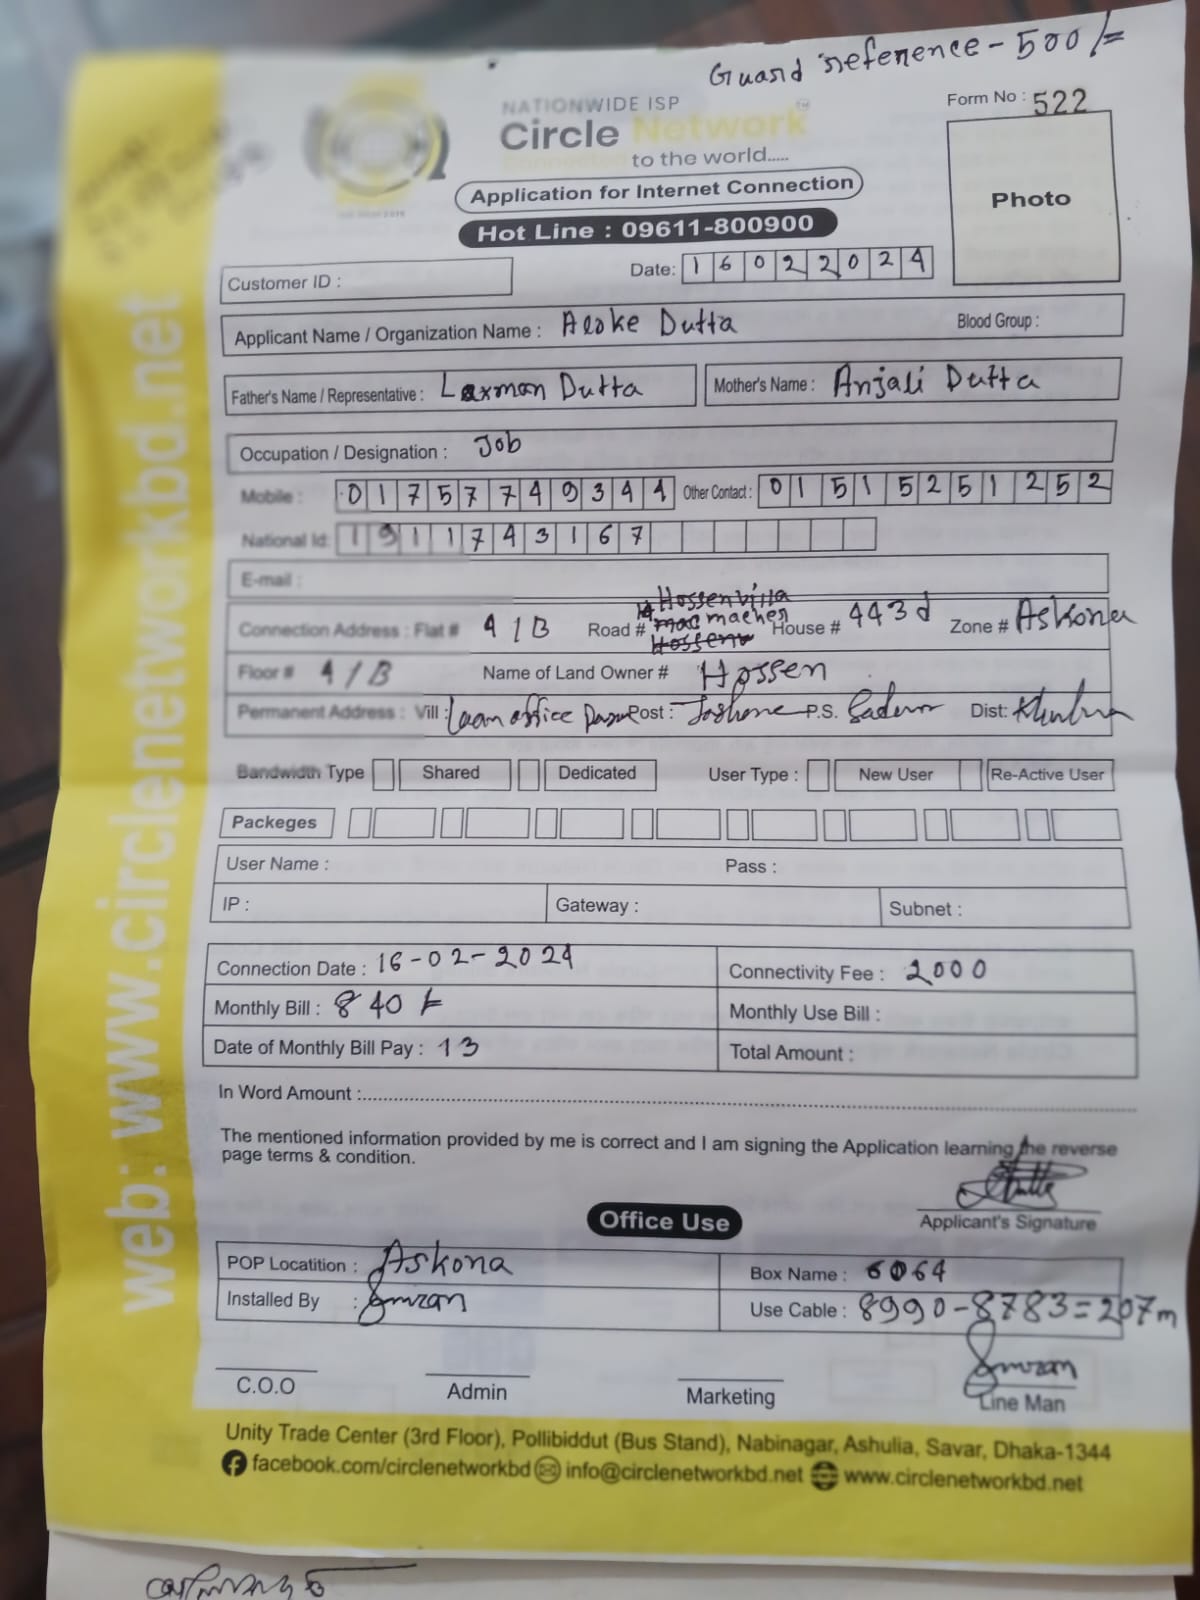 Guard reference - 500/=
NATIONWIDE ISP
Circle Network
to the world.....
Form No : 522
Photo
Application for Internet Connection
Hot Line : 09611-800900
Customer ID :
Date: 16022024
Applicant Name / Organization Name : Aloke Dutta Blood Group :
Father's Name / Representative : Laxman Dutta Mother's Name : Anjali Dutta
Occupation / Designation : Job
Mobile : 01757749344 Other Contact : 01515251252
National Id: 1911743167
E-mail :
Hossen villa
Connection Address : Flat # 4/B Road # House # 443d Zone # Askona
Floor # 4/B Name of Land Owner # Hossen
Permanent Address : Vill : Loan office Post : P.S. Sadar Dist: Khulna
Bandwidth Type Shared Dedicated User Type : New User Re-Active User
Packeges
User Name : Pass :
IP : Gateway : Subnet :
Connection Date : 16-02-2024 Connectivity Fee : 2000
Monthly Bill : 840/= Monthly Use Bill :
Date of Monthly Bill Pay : 13 Total Amount :
In Word Amount :
The mentioned information provided by me is correct and I am signing the Application learning the reverse
page terms & condition.
Applicant's Signature
Office Use
POP Locatition : Askona Box Name : 6064
Installed By : Imran Use Cable : 8990-8783=207m
Imran
C.O.O Admin Marketing Line Man
Unity Trade Center (3rd Floor), Pollibiddut (Bus Stand), Nabinagar, Ashulia, Savar, Dhaka-1344
facebook.com/circlenetworkbd info@circlenetworkbd.net www.circlenetworkbd.net
web: www.circlenetworkbd.net